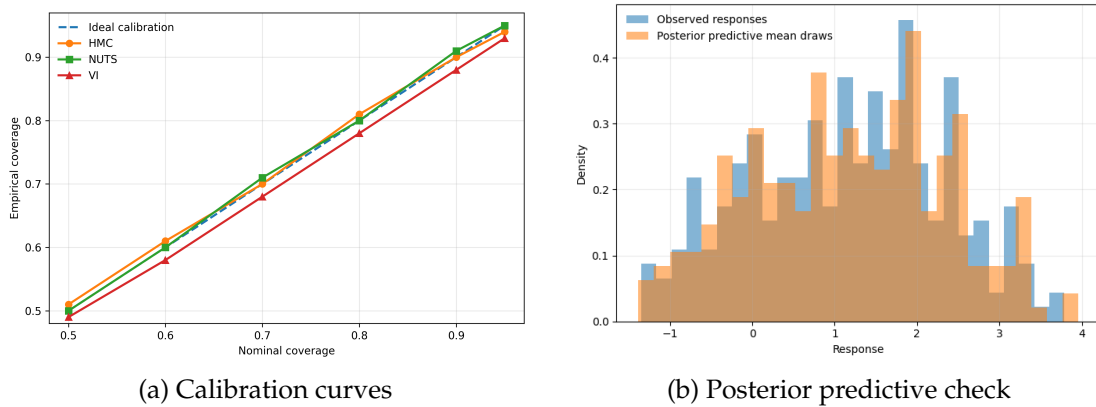 Ideal calibration
HMC
NUTS
VI
Empirical coverage
0.9
0.8
0.7
0.6
0.5
0.5 0.6 0.7 0.8 0.9
Nominal coverage
(a) Calibration curves
Observed responses
Posterior predictive mean draws
Density
0.4
0.3
0.2
0.1
0.0
−1 0 1 2 3 4
Response
(b) Posterior predictive check